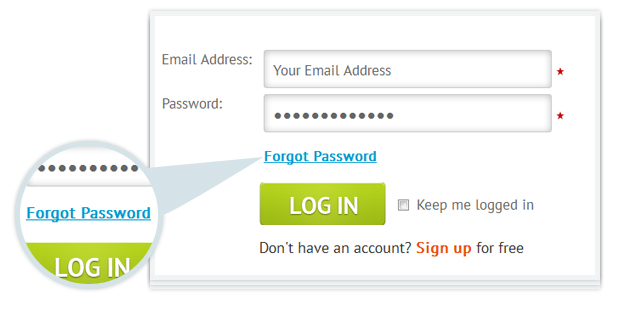 Email Address:
Your Email Address
*
Password:
•••••••••••••
*
Forgot Password
LOG IN
Keep me logged in
Don't have an account? Sign up for free
••••••••••
Forgot Password
LOG IN